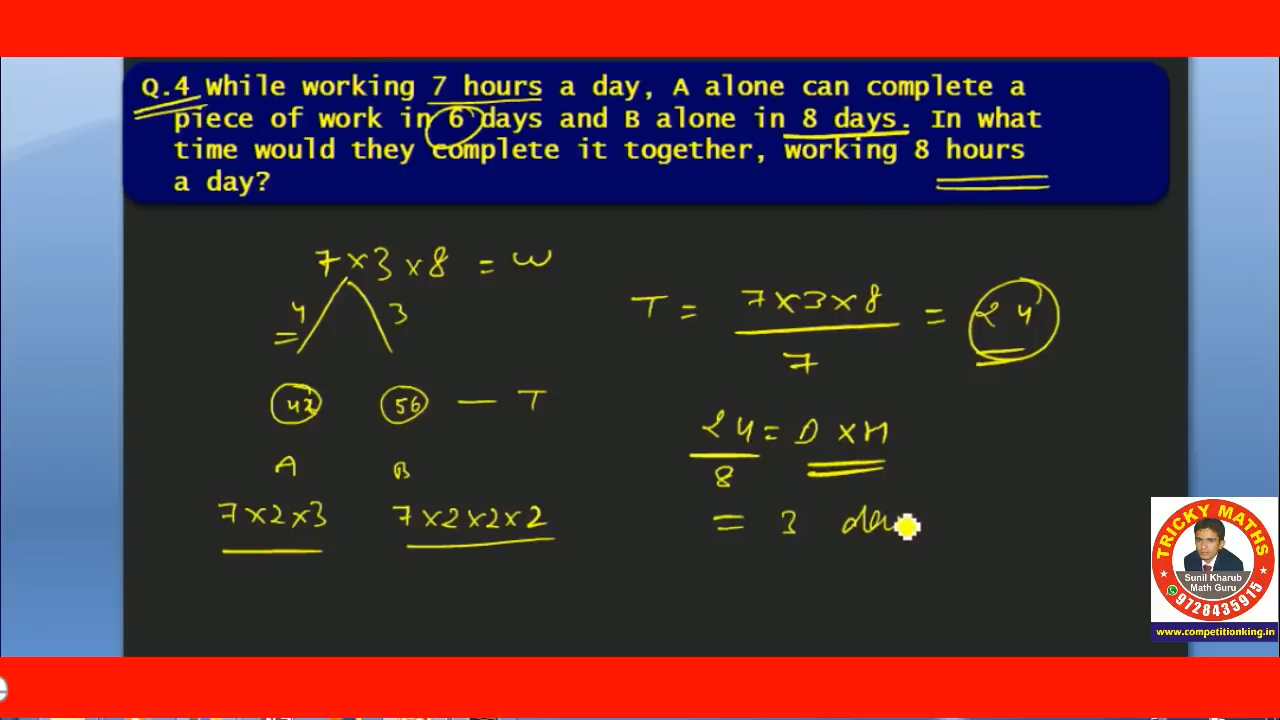 Q.4 While working 7 hours a day, A alone can complete a
piece of work in 6 days and B alone in 8 days. In what
time would they complete it together, working 8 hours
a day?
7×3×8 = W
4 3
42 56 — T
A B
7×2×3 7×2×2×2
T = 7×3×8 / 7 = 24
24 / 8 = D × H
= 3
TRICKY MATHS
Sunil Kharub
Math Guru
9728435915
www.competitionking.in